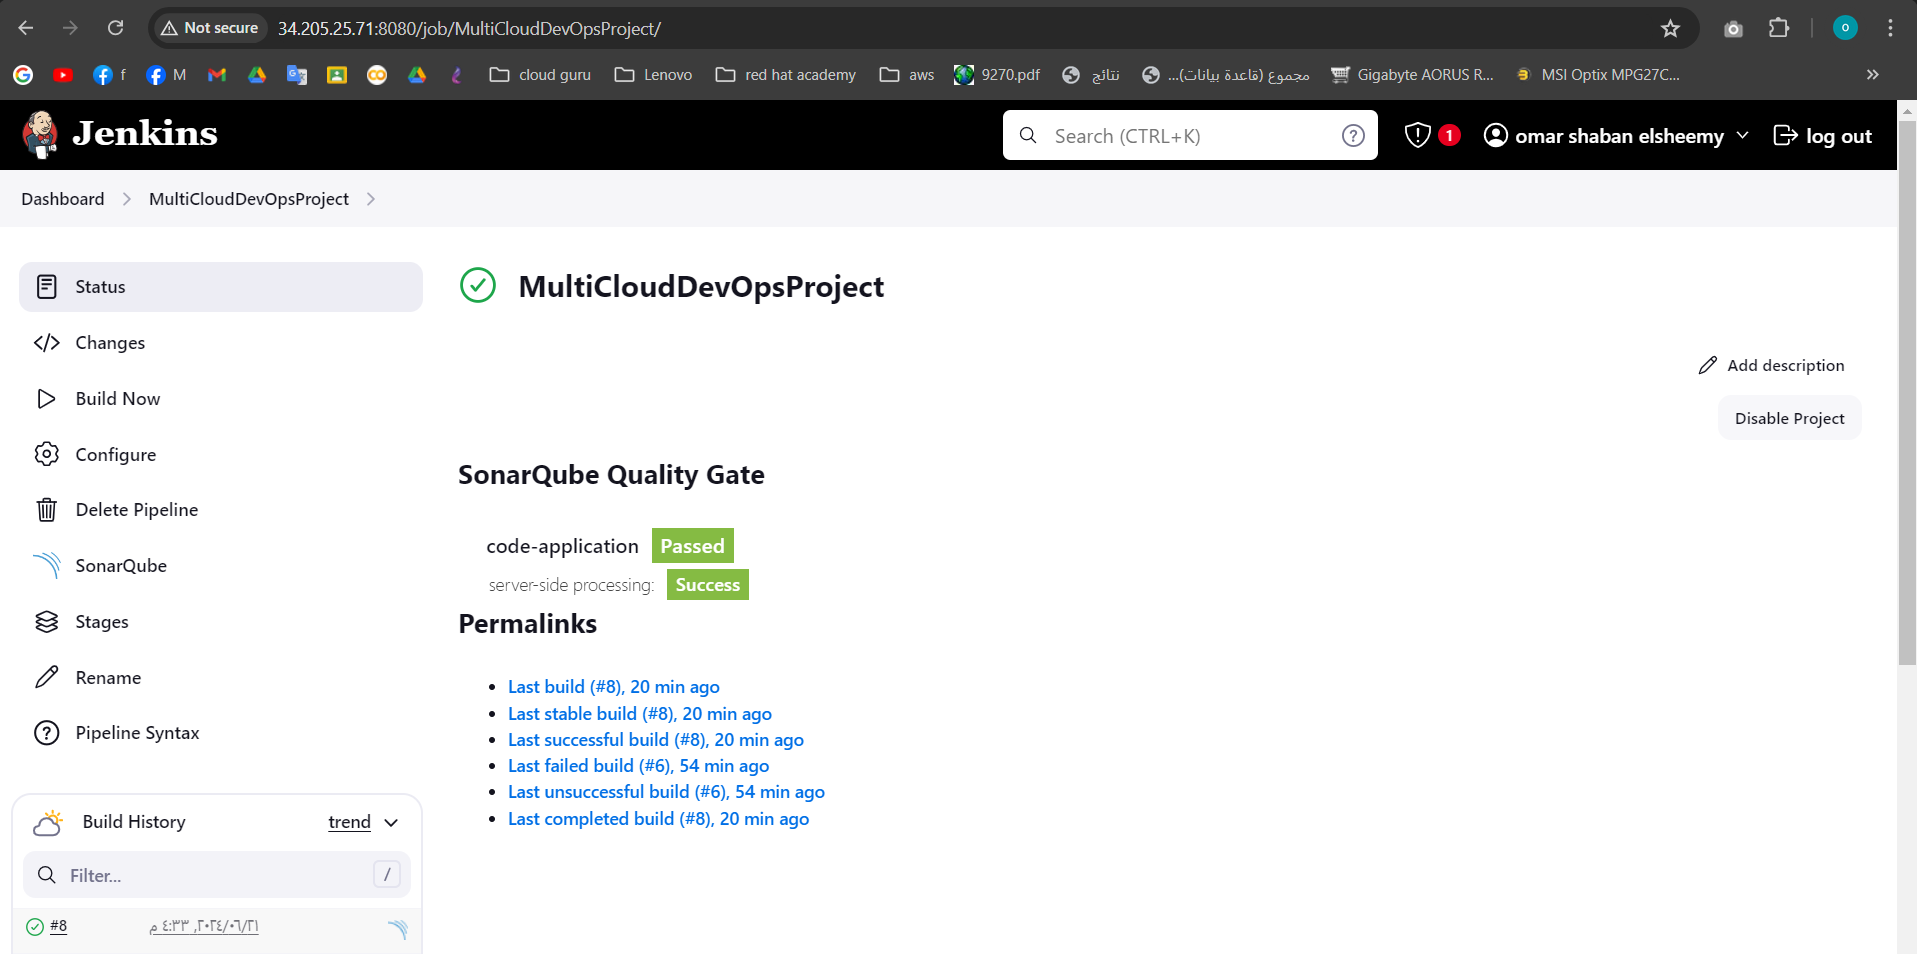 Not secure 34.205.25.71:8080/job/MultiCloudDevOpsProject/ o
f M cloud guru Lenovo red hat academy aws 9270.pdf نتائج مجموع (قاعدة بيانات)... Gigabyte AORUS R... MSI Optix MPG27C... »
Jenkins Search (CTRL+K) ? 1 omar shaban elsheemy log out
Dashboard MultiCloudDevOpsProject
Status
Changes
Build Now
Configure
Delete Pipeline
SonarQube
Stages
Rename
Pipeline Syntax
Build History trend
Filter... /
#8 ٢٠٢٤/٠٦/٢١, ٤:٣٣ م
MultiCloudDevOpsProject
Add description
Disable Project
SonarQube Quality Gate
code-application Passed
server-side processing: Success
Permalinks
Last build (#8), 20 min ago
Last stable build (#8), 20 min ago
Last successful build (#8), 20 min ago
Last failed build (#6), 54 min ago
Last unsuccessful build (#6), 54 min ago
Last completed build (#8), 20 min ago